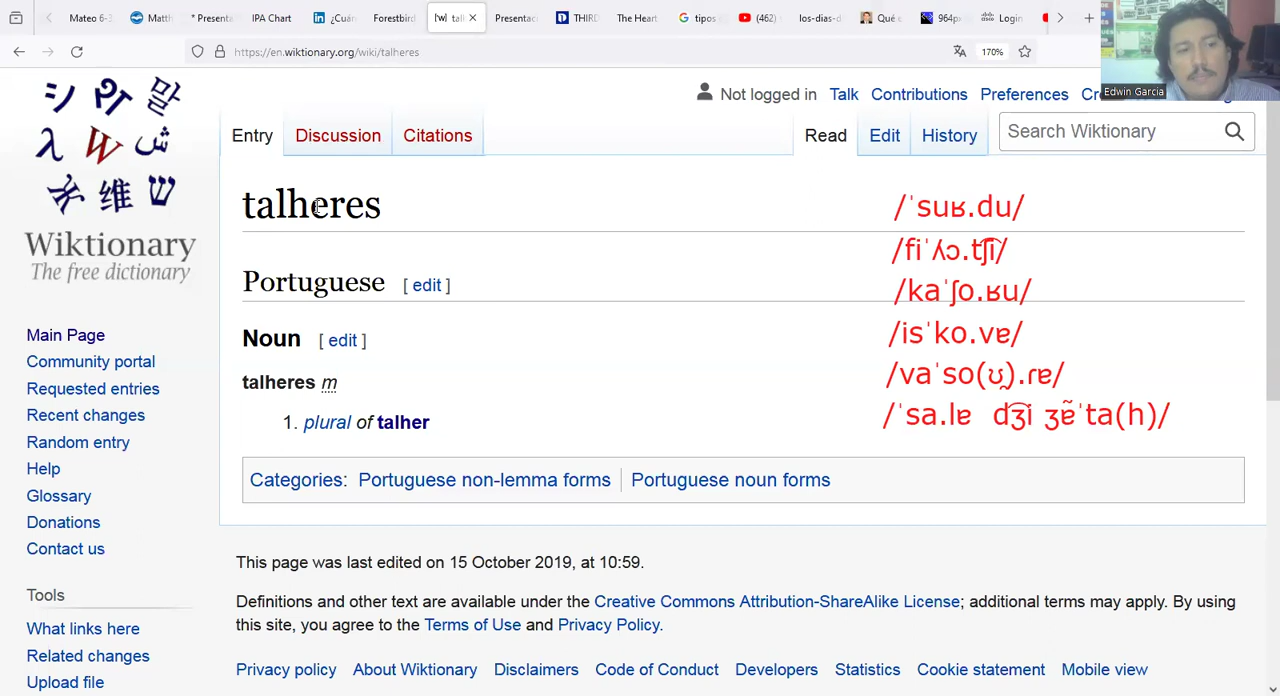 Mateo 6-3
Matth
* Presenta
IPA Chart
¿Cuán
Forestbird
[w] tal
Presentac
THIRD
The Heart
G tipos
(462)
los-dias-d
Qué e
964px
Login
https://en.wiktionary.org/wiki/talheres
170%
Edwin Garcia
Not logged in Talk Contributions Preferences
Entry Discussion Citations Read Edit History Search Wiktionary
talheres
/ˈsuʁ.du/
/fiˈʎɔ.t͡ʃi/
Portuguese [ edit ]
/kaˈʃo.ʁu/
Noun [ edit ]
/isˈko.vɐ/
talheres m
/vaˈso(ʊ̯).ɾɐ/
1. plural of talher
/ˈsa.lɐ d͡ʒi ʒɐ̃ˈta(h)/
Categories: Portuguese non-lemma forms | Portuguese noun forms
This page was last edited on 15 October 2019, at 10:59.
Definitions and other text are available under the Creative Commons Attribution-ShareAlike License; additional terms may apply. By using
this site, you agree to the Terms of Use and Privacy Policy.
Privacy policy About Wiktionary Disclaimers Code of Conduct Developers Statistics Cookie statement Mobile view
Wiktionary
The free dictionary
Main Page
Community portal
Requested entries
Recent changes
Random entry
Help
Glossary
Donations
Contact us
Tools
What links here
Related changes
Upload file